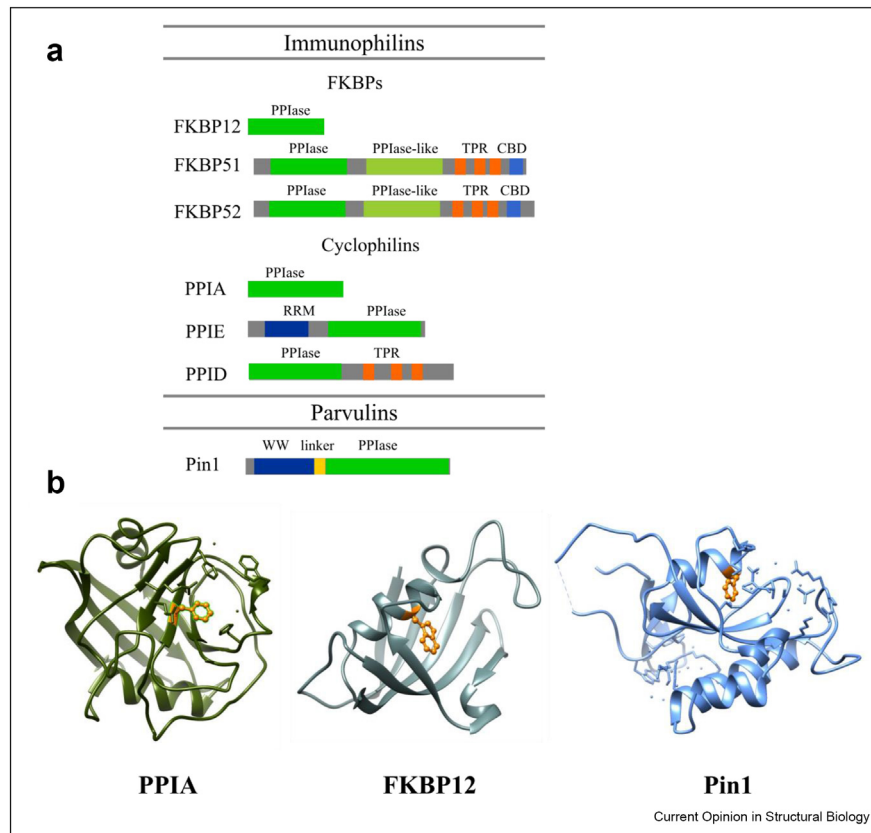 a
Immunophilins
FKBPs
PPIase
FKBP12
PPIase PPIase-like TPR CBD
FKBP51
PPIase PPIase-like TPR CBD
FKBP52
Cyclophilins
PPIase
PPIA
RRM PPIase
PPIE
PPIase TPR
PPID
Parvulins
WW linker PPIase
Pin1
b
PPIA FKBP12 Pin1
Current Opinion in Structural Biology